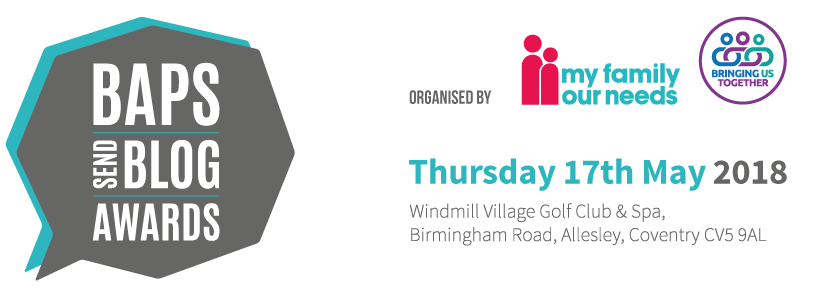 BAPS
SEND BLOG
AWARDS
ORGANISED BY
my family
our needs
BRINGING US
TOGETHER
Thursday 17th May 2018
Windmill Village Golf Club & Spa,
Birmingham Road, Allesley, Coventry CV5 9AL